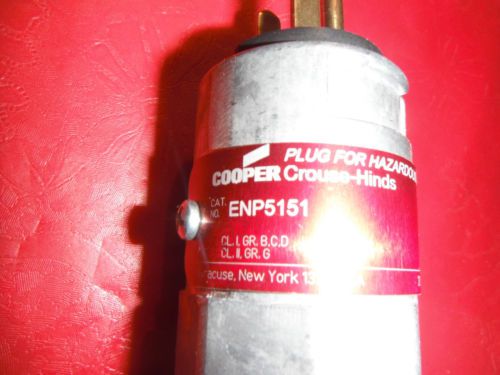 PLUG FOR HAZARDOU
COOPER Crouse-Hinds
CAT. NO. ENP5151
CL. I, GR. B,C,D
CL. II, GR. G
racuse, New York 13